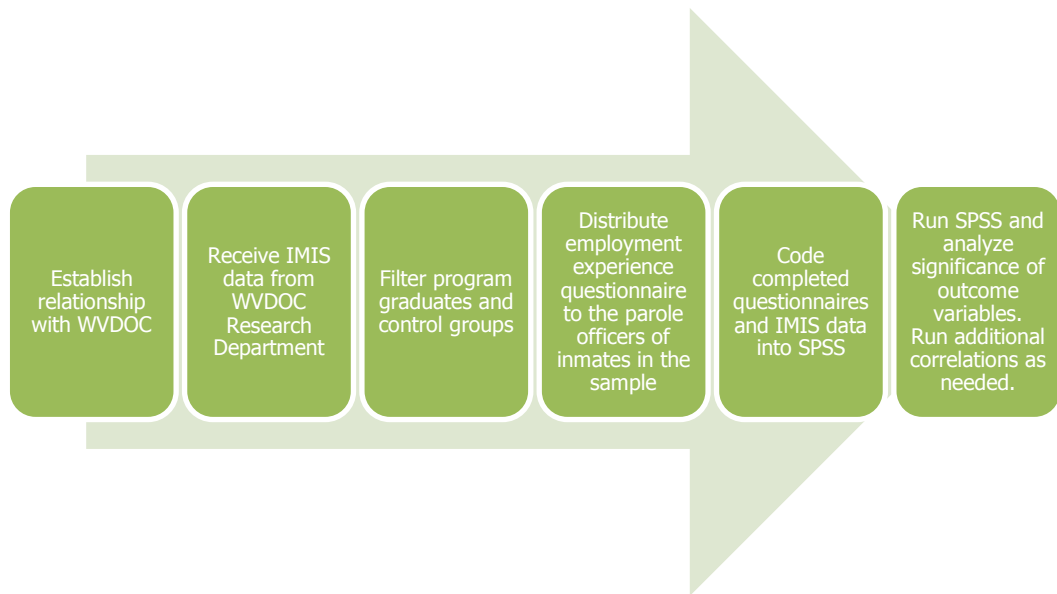 Establish
relationship
with WVDOC
Receive IMIS
data from
WVDOC
Research
Department
Filter program
graduates and
control groups
Distribute
employment
experience
questionnaire
to the parole
officers of
inmates in the
sample
Code
completed
questionnaires
and IMIS data
into SPSS
Run SPSS and
analyze
significance of
outcome
variables.
Run additional
correlations as
needed.